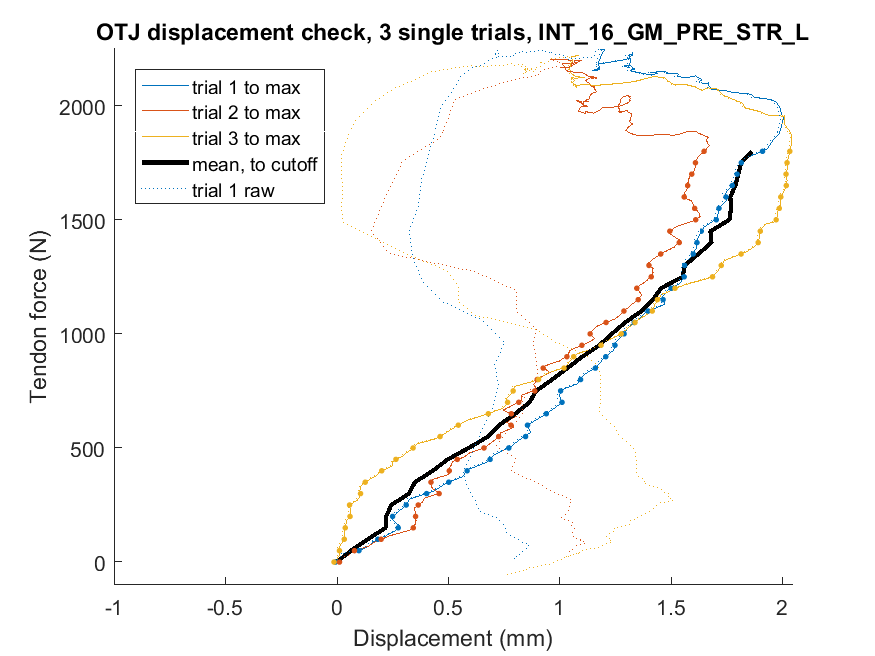 OTJ displacement check, 3 single trials, INT_16_GM_PRE_STR_L
trial 1 to max
trial 2 to max
trial 3 to max
mean, to cutoff
trial 1 raw
2000
1500
1000
500
0
Tendon force (N)
-1 -0.5 0 0.5 1 1.5 2
Displacement (mm)